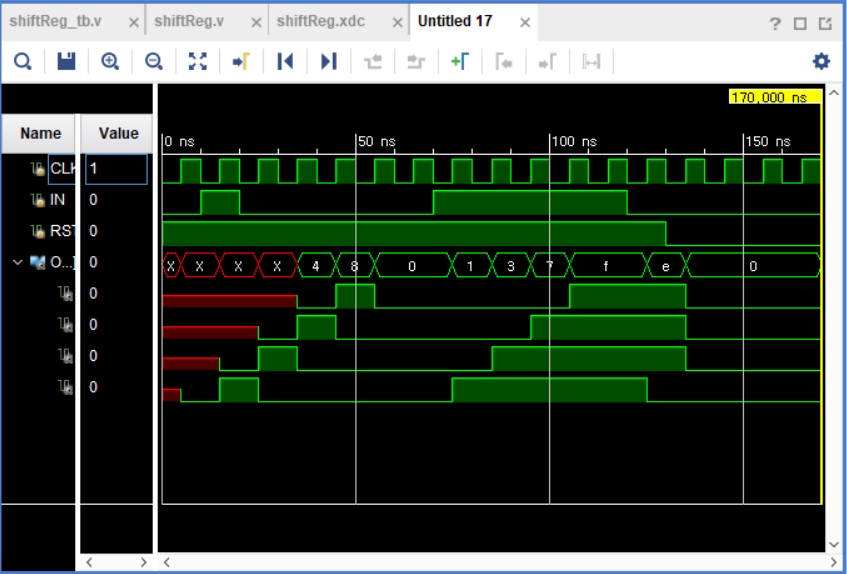 shiftReg_tb.v × shiftReg.v × shiftReg.xdc × Untitled 17 × ?
170,000 ns
Name Value 0 ns 50 ns 100 ns 150 ns
CLK 1
IN 0
RST 0
O...] 0 X X X X 4 8 0 1 3 7 f e 0
0
0
0
0